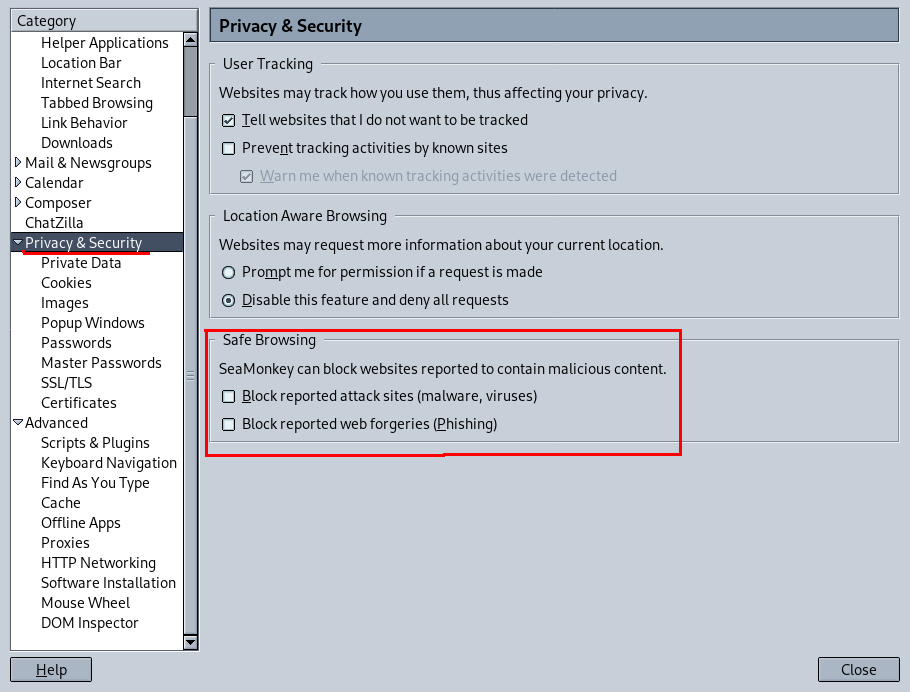 Category
Helper Applications
Location Bar
Internet Search
Tabbed Browsing
Link Behavior
Downloads
Mail & Newsgroups
Calendar
Composer
ChatZilla
Privacy & Security
Private Data
Cookies
Images
Popup Windows
Passwords
Master Passwords
SSL/TLS
Certificates
Advanced
Scripts & Plugins
Keyboard Navigation
Find As You Type
Cache
Offline Apps
Proxies
HTTP Networking
Software Installation
Mouse Wheel
DOM Inspector
Privacy & Security
User Tracking
Websites may track how you use them, thus affecting your privacy.
Tell websites that I do not want to be tracked
Prevent tracking activities by known sites
Warn me when known tracking activities were detected
Location Aware Browsing
Websites may request more information about your current location.
Prompt me for permission if a request is made
Disable this feature and deny all requests
Safe Browsing
SeaMonkey can block websites reported to contain malicious content.
Block reported attack sites (malware, viruses)
Block reported web forgeries (Phishing)
Help
Close